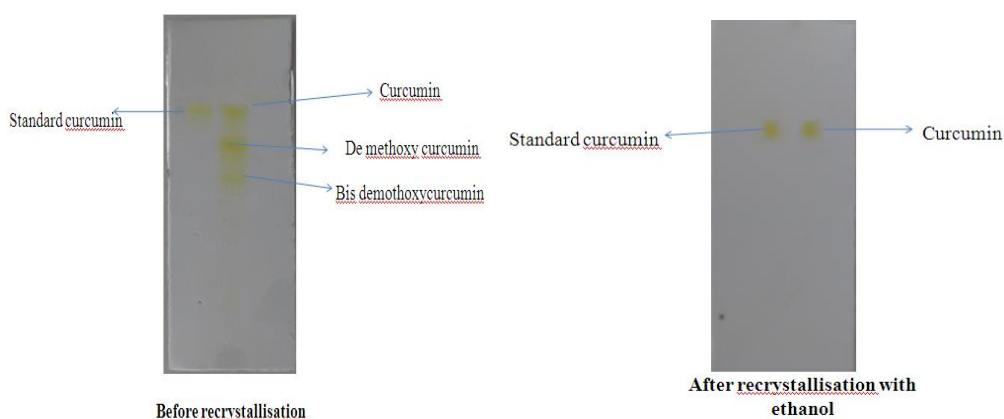 Standard curcumin
Curcumin
De methoxy curcumin
Bis demothoxycurcumin
Before recrystallisation
Standard curcumin
Curcumin
After recrystallisation with
ethanol